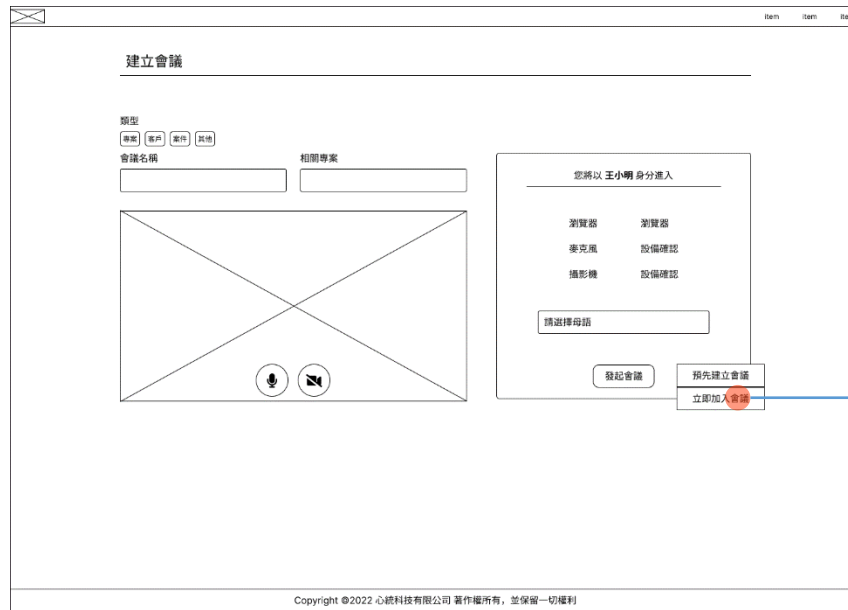 item item ite
建立會議
類型
專案 客戶 案件 其他
會議名稱 相關專案
您將以 王小明 身分進入
瀏覽器 瀏覽器
麥克風 設備確認
攝影機 設備確認
請選擇母語
發起會議 預先建立會議
立即加入會議
Copyright ©2022 心統科技有限公司 著作權所有，並保留一切權利